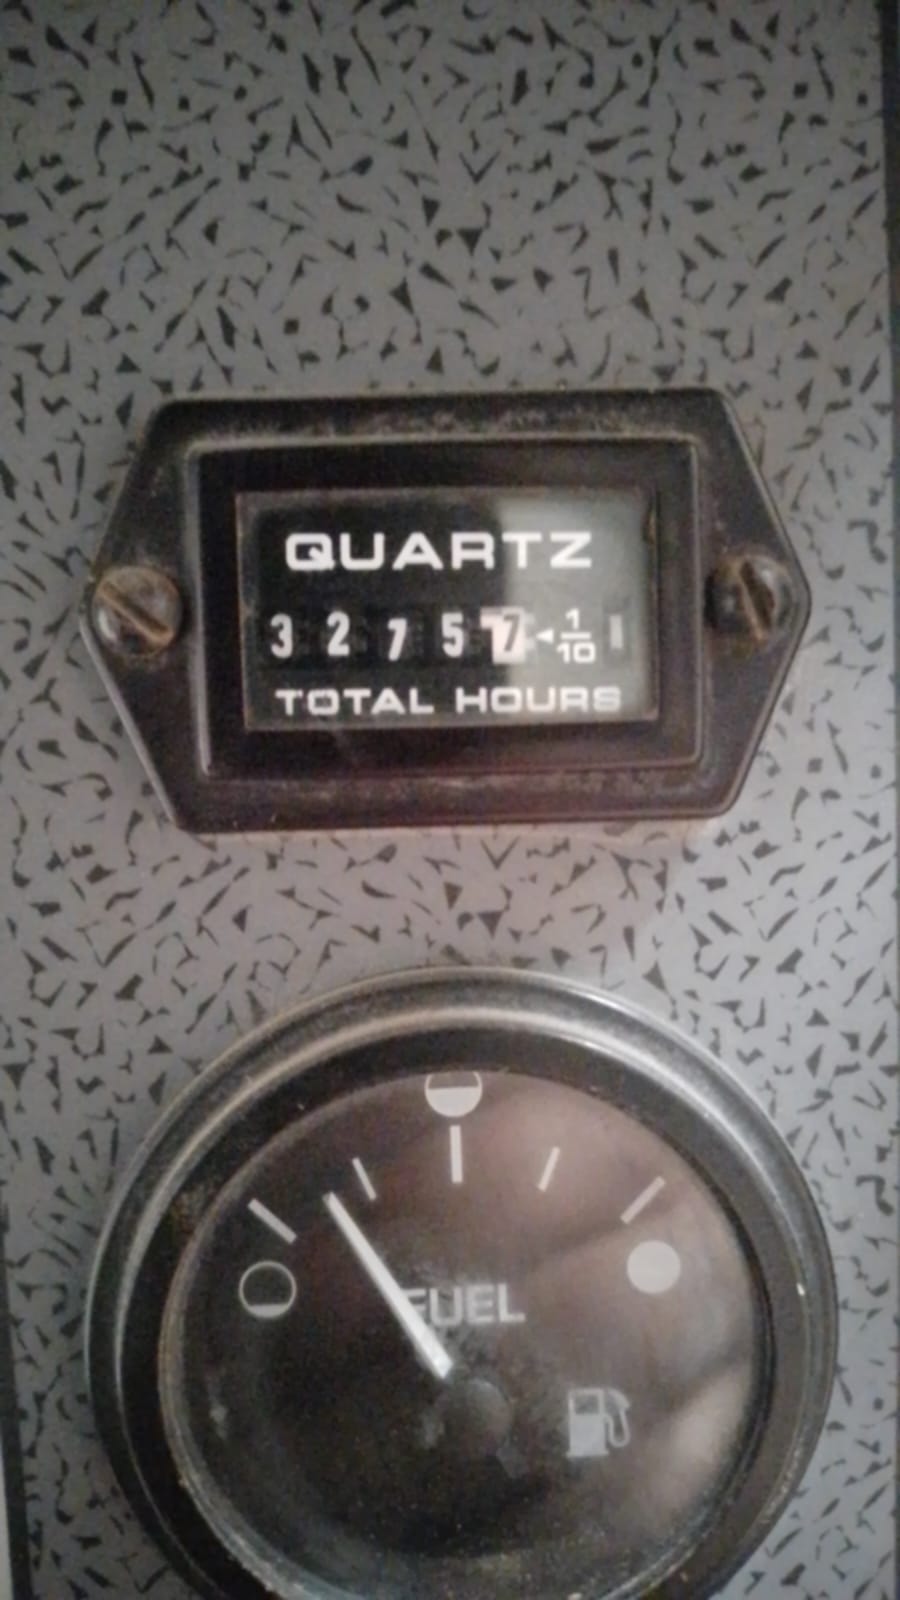 QUARTZ
3 2 7 5 7 ◄ 1/10
TOTAL HOURS
FUEL